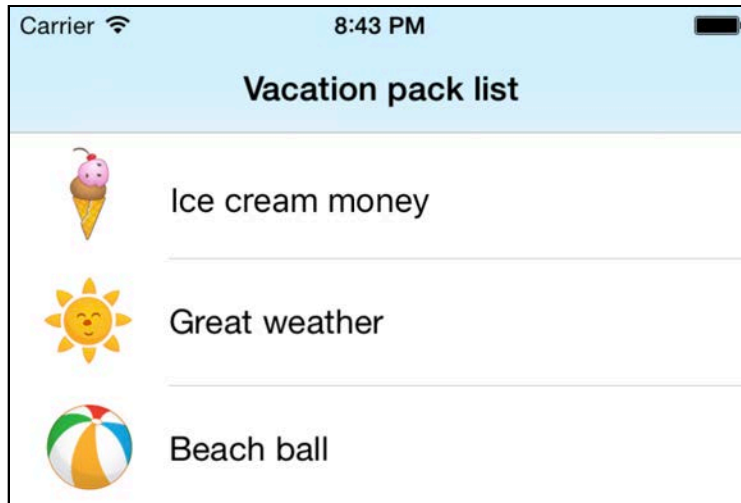 Carrier 8:43 PM
Vacation pack list
Ice cream money
Great weather
Beach ball